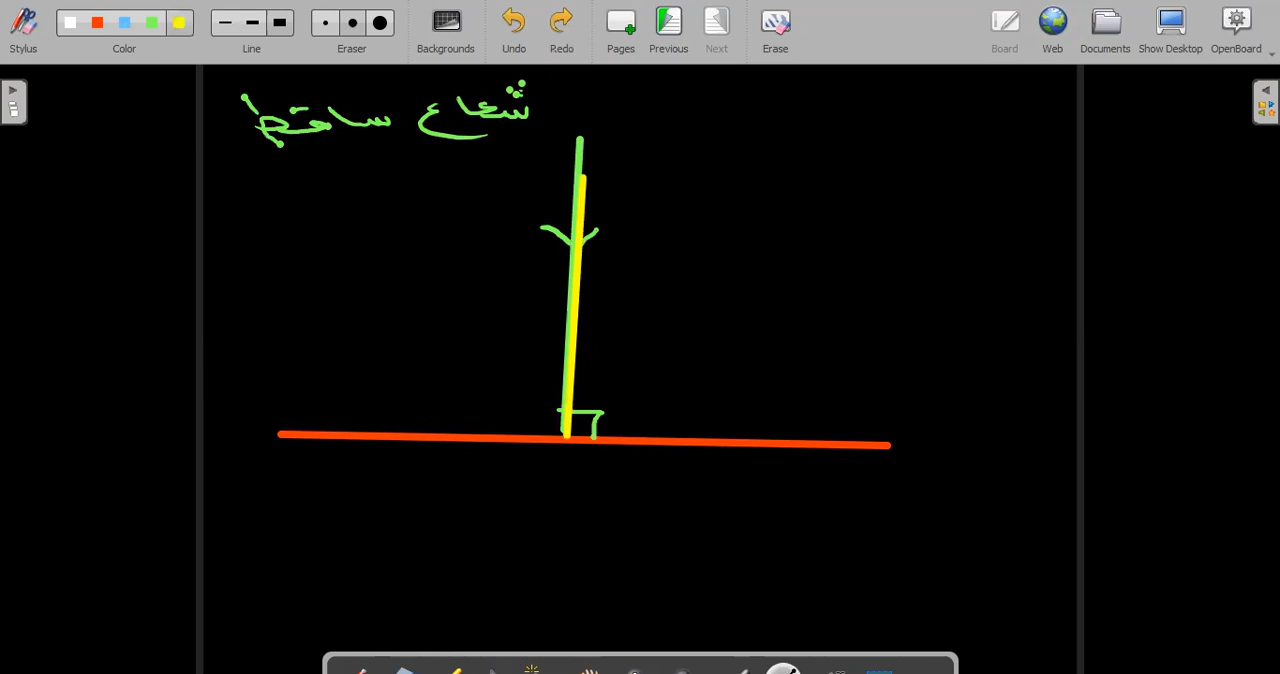 Stylus Color Line Eraser Backgrounds Undo Redo Pages Previous Next Erase Board Web Documents Show Desktop OpenBoard
شعاع ساقط